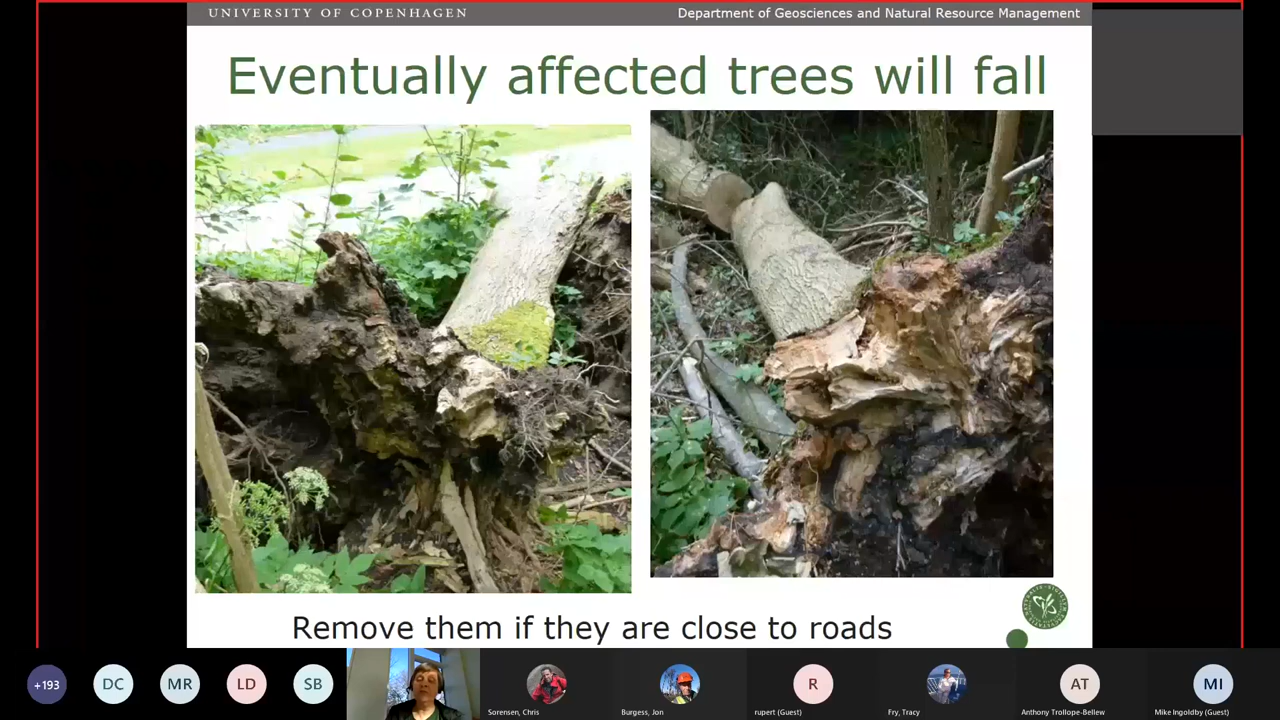 UNIVERSITY OF COPENHAGEN
Department of Geosciences and Natural Resource Management
Eventually affected trees will fall
Remove them if they are close to roads
+193
DC
MR
LD
SB
Sorensen, Chris
Burgess, Jon
R
rupert (Guest)
Fry, Tracy
AT
Anthony Trollope-Bellew
MI
Mike Ingoldby (Guest)